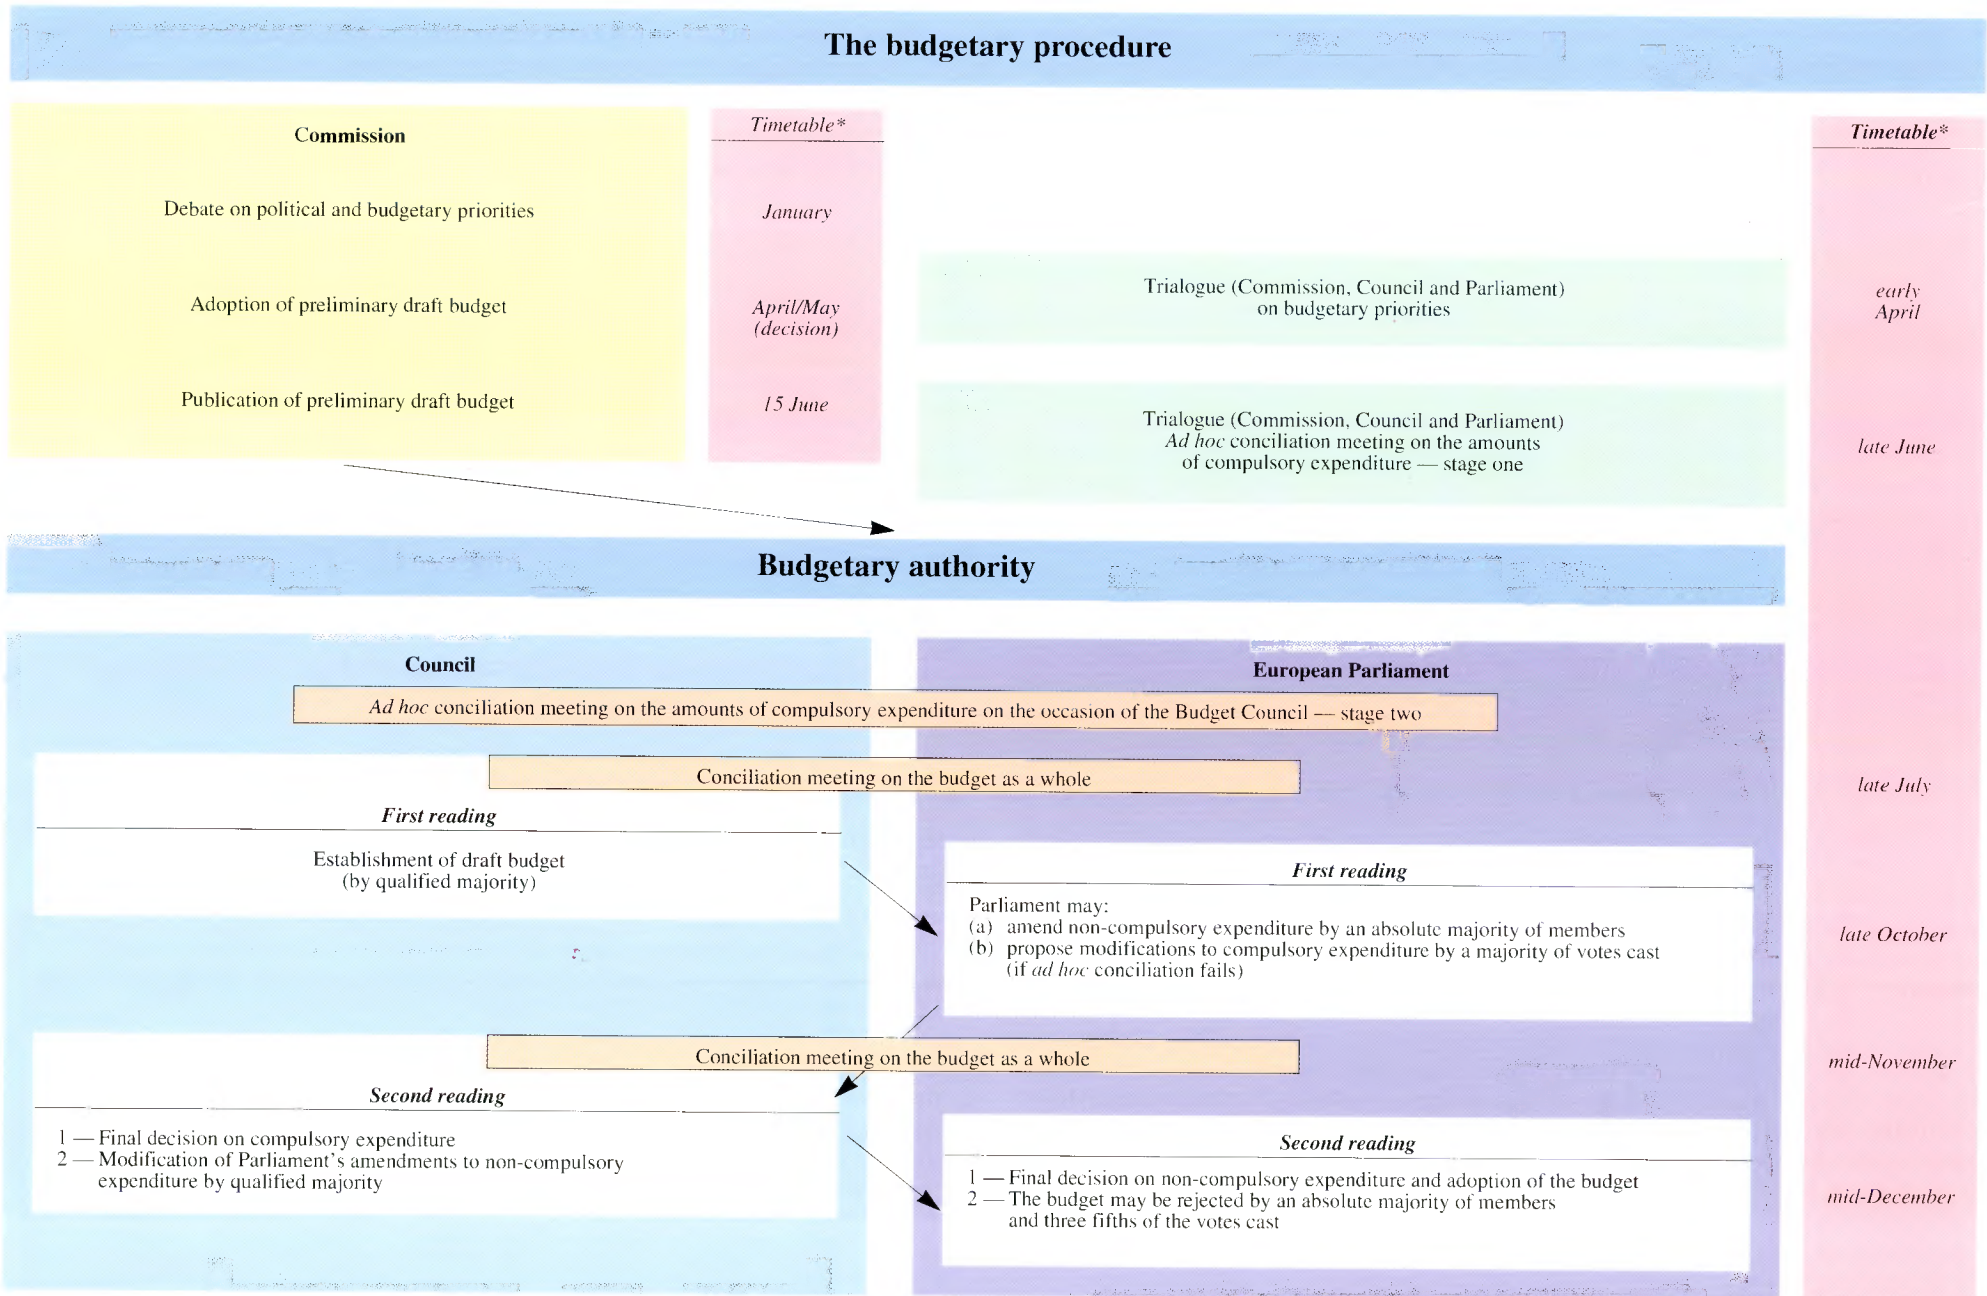 The budgetary procedure
Commission
Timetable*
Debate on political and budgetary priorities
January
Adoption of preliminary draft budget
April/May
(decision)
Publication of preliminary draft budget
15 June
Timetable*
Trialogue (Commission, Council and Parliament)
on budgetary priorities
early
April
Trialogue (Commission, Council and Parliament)
Ad hoc conciliation meeting on the amounts
of compulsory expenditure — stage one
late June
Budgetary authority
Council
European Parliament
Ad hoc conciliation meeting on the amounts of compulsory expenditure on the occasion of the Budget Council — stage two
Conciliation meeting on the budget as a whole
late July
First reading
Establishment of draft budget
(by qualified majority)
First reading
Parliament may:
(a) amend non-compulsory expenditure by an absolute majority of members
(b) propose modifications to compulsory expenditure by a majority of votes cast
(if ad hoc conciliation fails)
late October
Conciliation meeting on the budget as a whole
mid-November
Second reading
1 — Final decision on compulsory expenditure
2 — Modification of Parliament's amendments to non-compulsory
expenditure by qualified majority
Second reading
1 — Final decision on non-compulsory expenditure and adoption of the budget
2 — The budget may be rejected by an absolute majority of members
and three fifths of the votes cast
mid-December